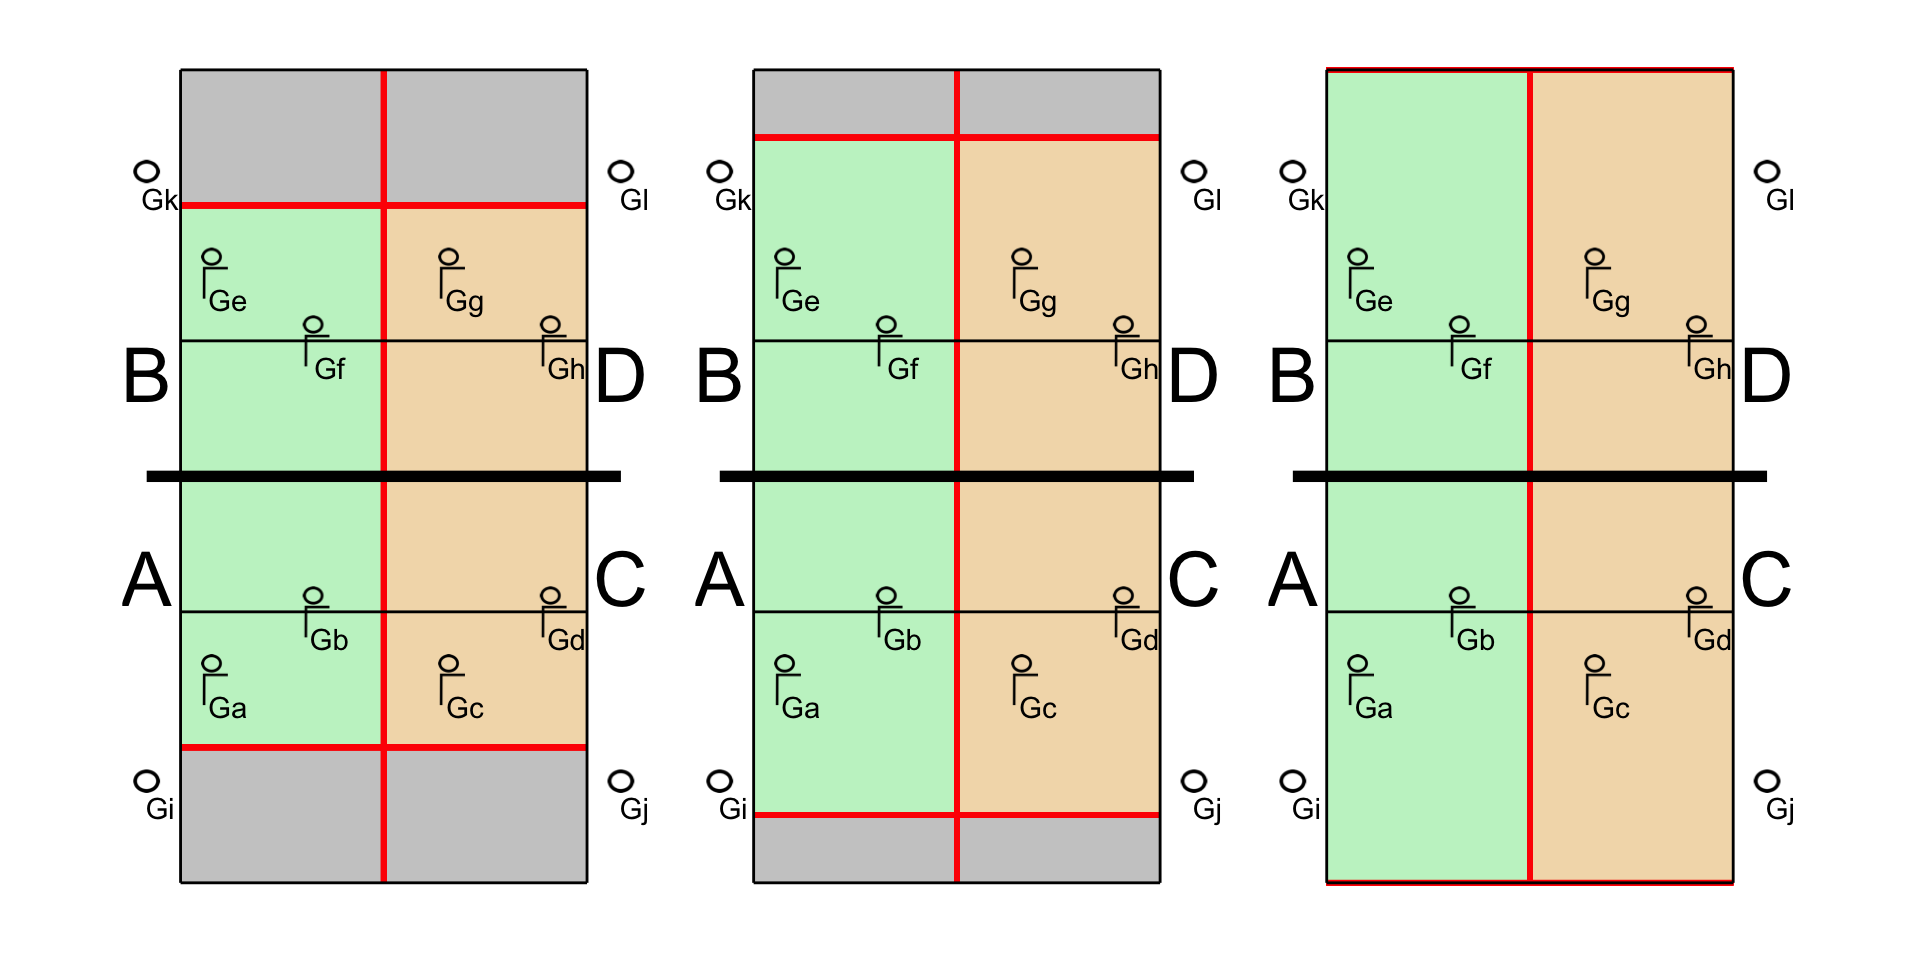 Gk Gl Gk Gl Gk Gl
Ge Gg Ge Gg Ge Gg
B Gf Gh D B Gf Gh D B Gf Gh D
A C A C A C
Gb Gd Gb Gd Gb Gd
Ga Gc Ga Gc Ga Gc
Gi Gj Gi Gj Gi Gj